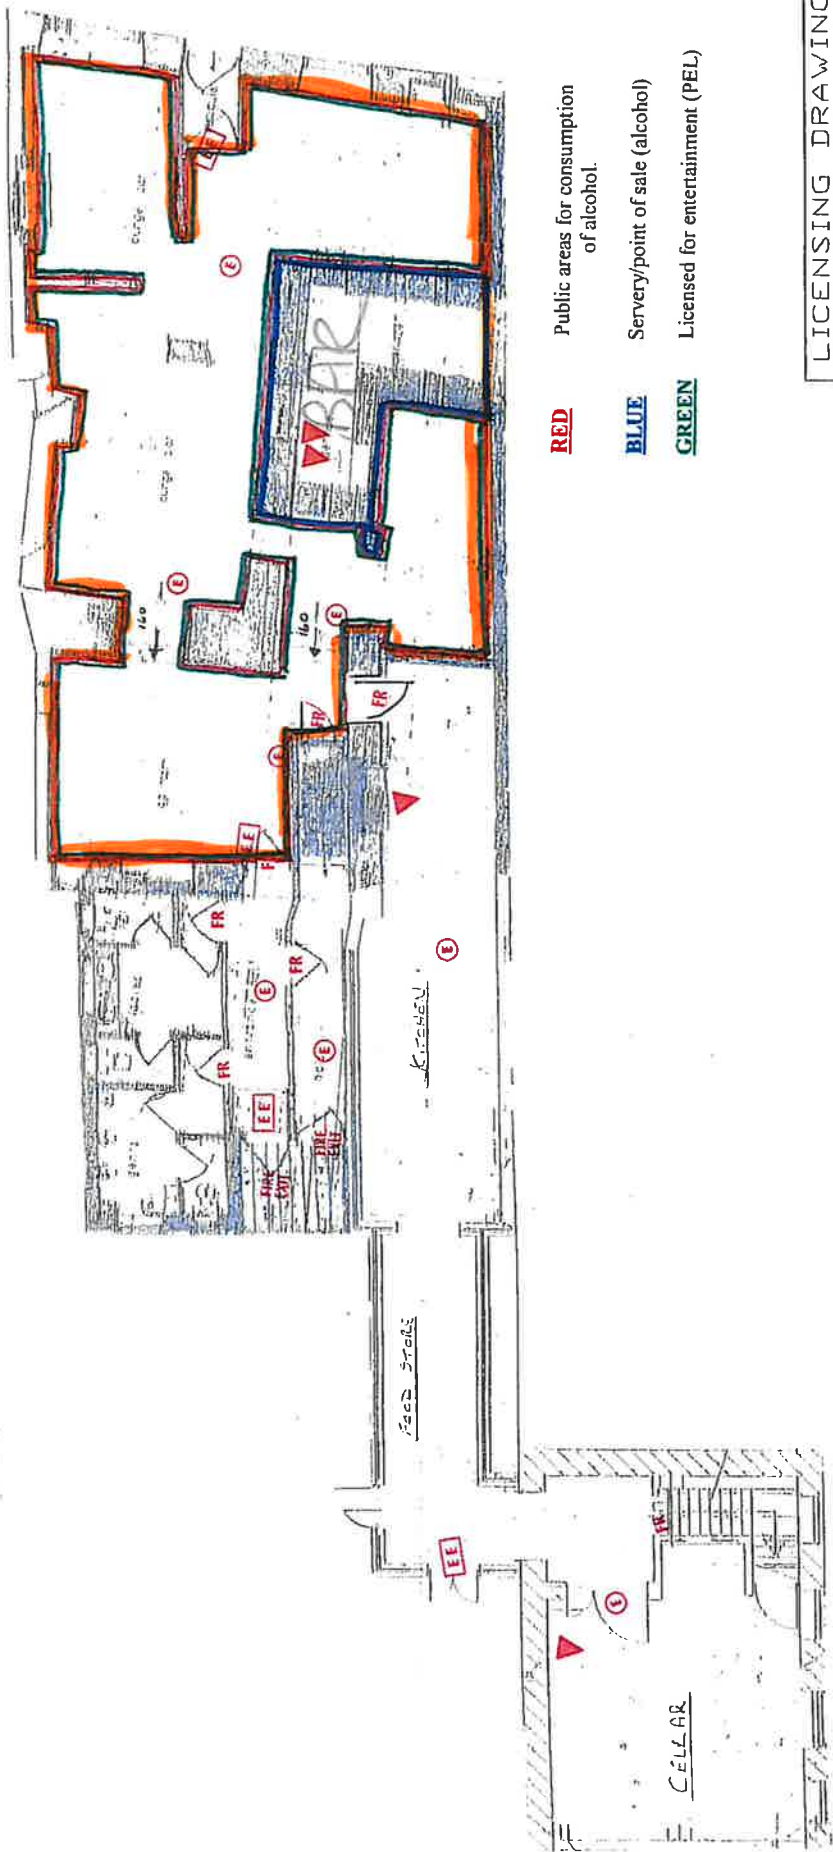 LICENSING DRAWING
RED Public areas for consumption
of alcohol.
BLUE Servery/point of sale (alcohol)
GREEN Licensed for entertainment (PEL)
BAR
EE
E
E
160
E
160
FR
FR
E
EE
FR
FR
E
FR
E
EE
FIRE
EXIT
FIRE
EXIT
E
KITCHEN
FOOD STORE
EE
FR
E
CELLAR